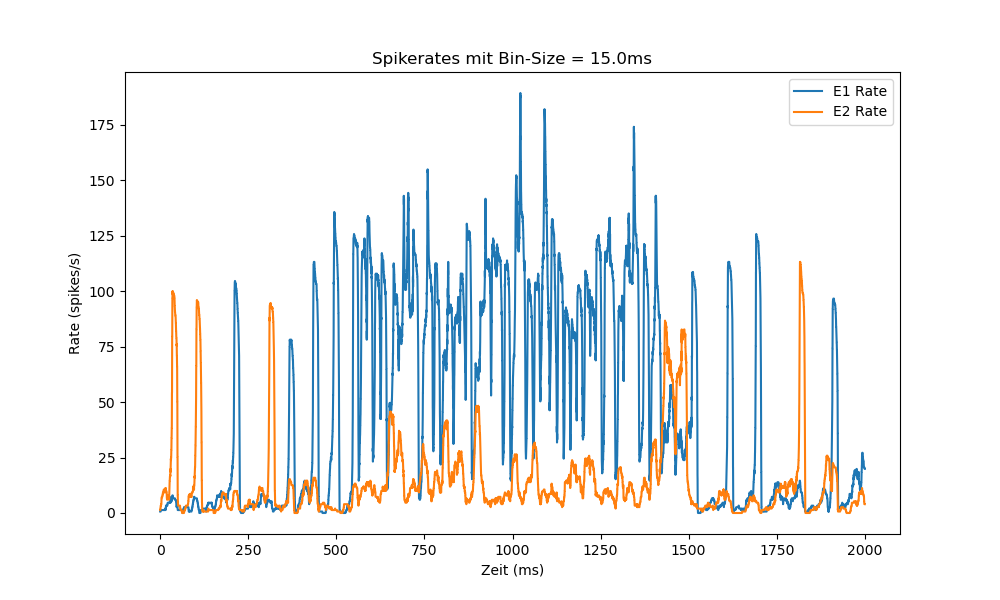 Spikerates mit Bin-Size = 15.0ms
E1 Rate
E2 Rate
175
150
125
100
75
50
25
0
Rate (spikes/s)
0 250 500 750 1000 1250 1500 1750 2000
Zeit (ms)